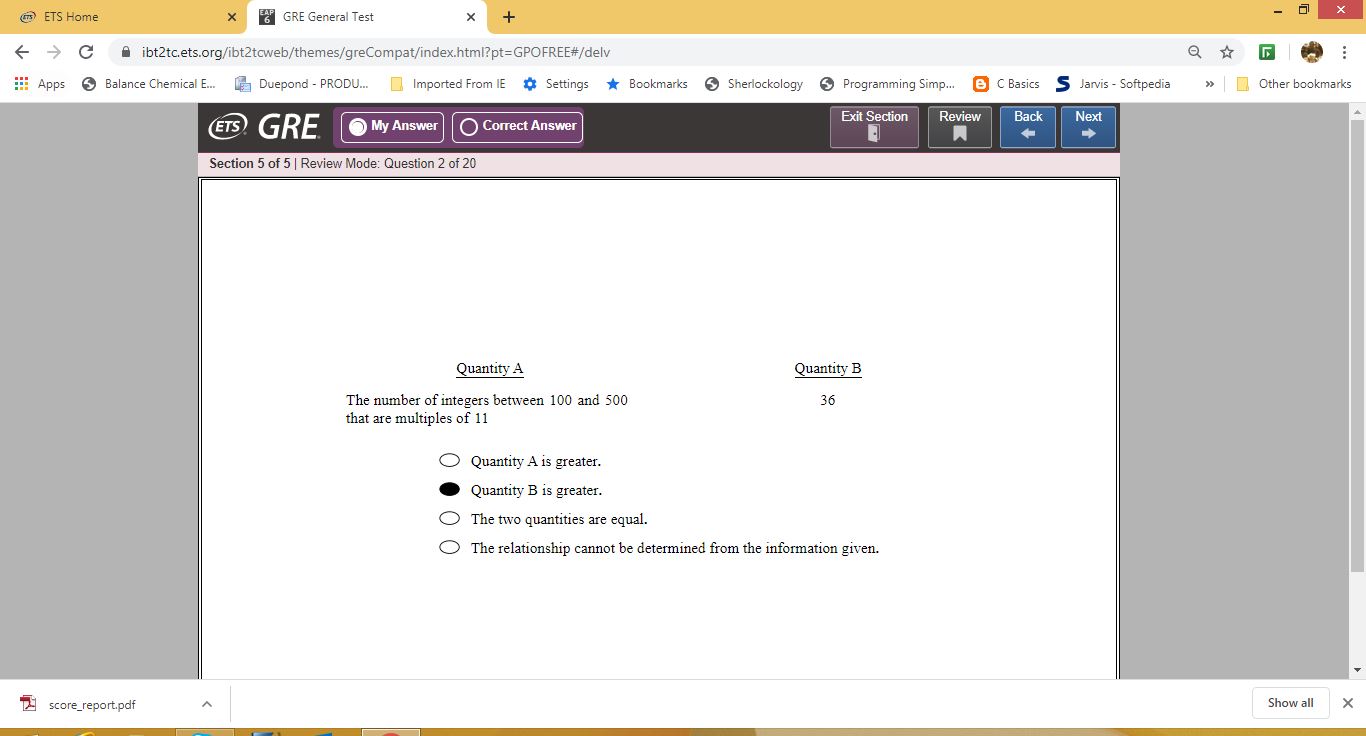 ETS Home
EAP 6 GRE General Test
ibt2tc.ets.org/ibt2tcweb/themes/greCompat/index.html?pt=GPOFREE#/delv
Apps Balance Chemical E... Duepond - PRODU... Imported From IE Settings Bookmarks Sherlockology Programming Simp... C Basics Jarvis - Softpedia » Other bookmarks
ETS GRE My Answer Correct Answer Exit Section Review Back Next
Section 5 of 5 | Review Mode: Question 2 of 20
Quantity A Quantity B
The number of integers between 100 and 500 36
that are multiples of 11
Quantity A is greater.
Quantity B is greater.
The two quantities are equal.
The relationship cannot be determined from the information given.
score_report.pdf Show all